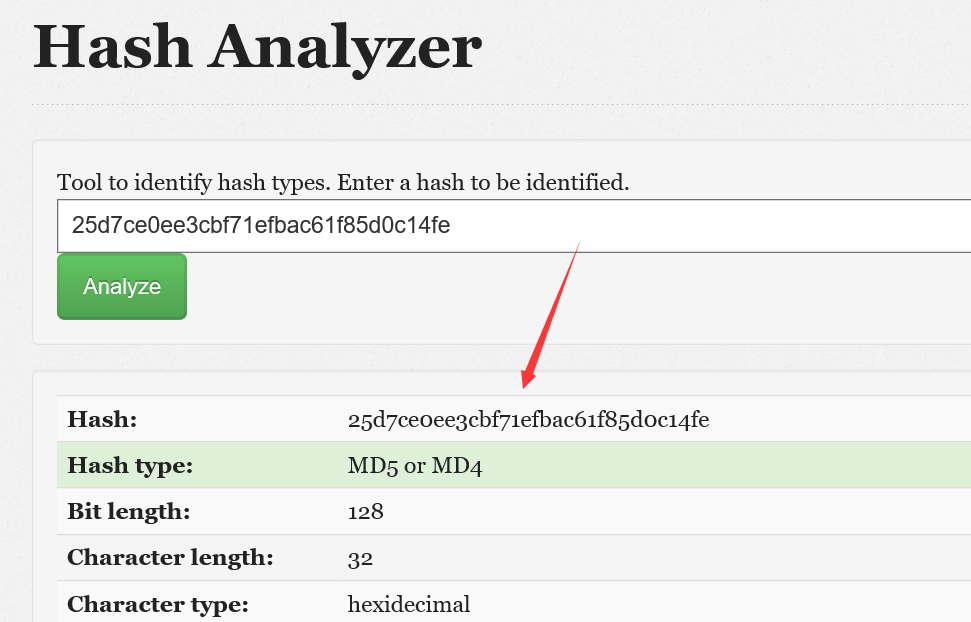 Hash Analyzer
Tool to identify hash types. Enter a hash to be identified.
25d7ce0ee3cbf71efbac61f85d0c14fe
Analyze
Hash: 25d7ce0ee3cbf71efbac61f85d0c14fe
Hash type: MD5 or MD4
Bit length: 128
Character length: 32
Character type: hexidecimal